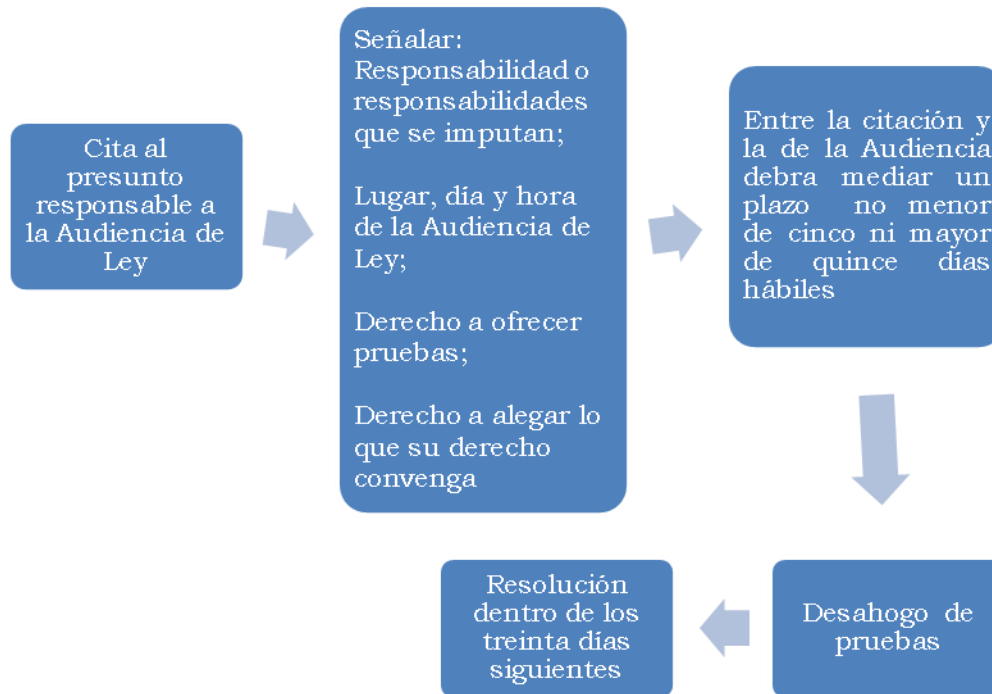 Cita al
presunto
responsable a
la Audiencia de
Ley
Señalar:
Responsabilidad o
responsabilidades
que se imputan;
Lugar, día y hora
de la Audiencia de
Ley;
Derecho a ofrecer
pruebas;
Derecho a alegar lo
que su derecho
convenga
Entre la citación y
la de la Audiencia
debra mediar un
plazo no menor
de cinco ni mayor
de quince días
hábiles
Desahogo de
pruebas
Resolución
dentro de los
treinta días
siguientes